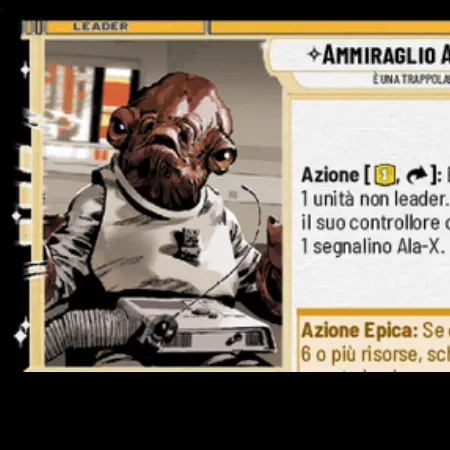 LEADER
AMMIRAGLIO A
È UNA TRAPPOLA
Azione [1, ]:
1 unità non leader.
il suo controllore
1 segnalino Ala-X.
Azione Epica: Se
6 o più risorse,